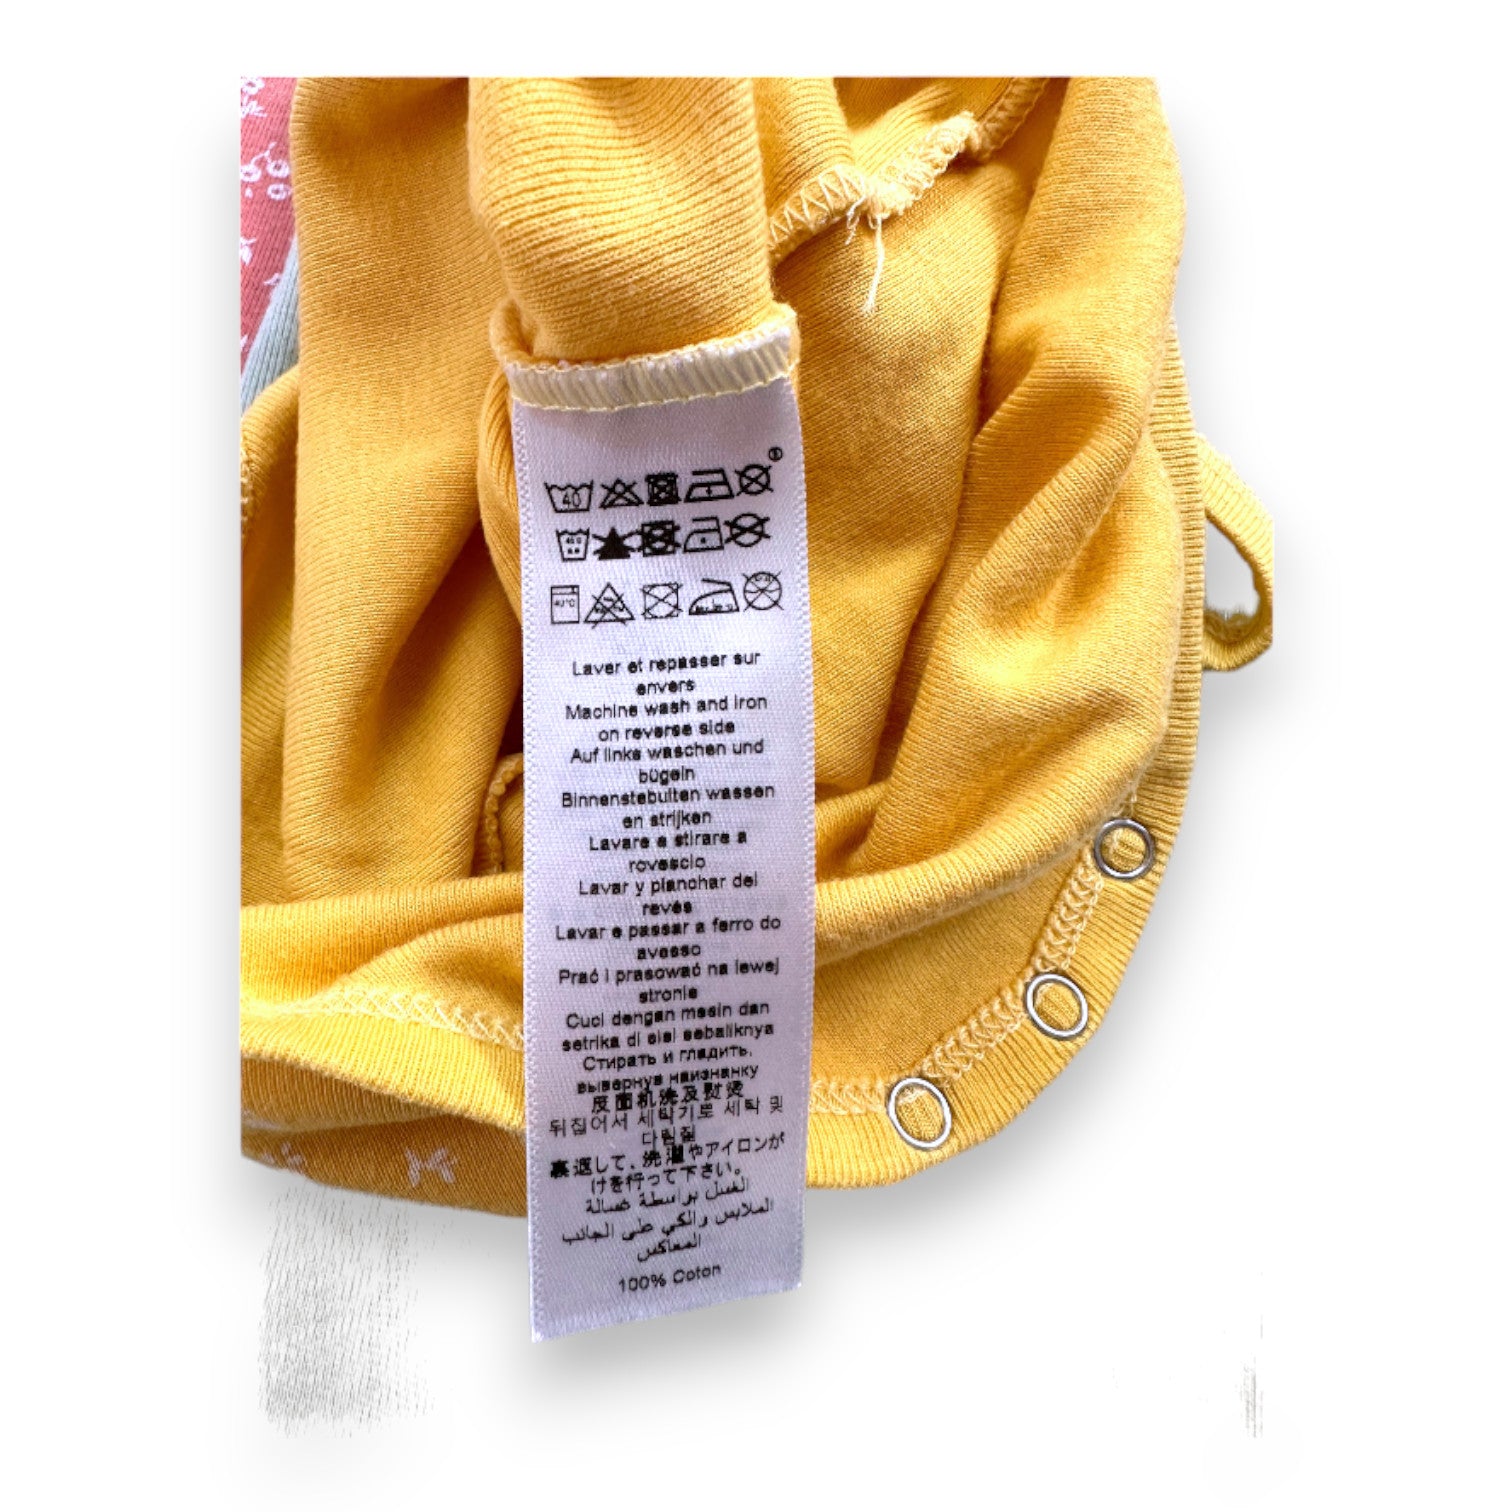 40
40
40°C
Laver et repasser sur
envers
Machine wash and iron
on reverse side
Auf links waschen und
bügeln
Binnenstebuiten wassen
en strijken
Lavare e stirare a
rovescio
Lavar y planchar del
revés
Lavar e passar a ferro do
avesso
Prać i prasować na lewej
stronie
Cuci dengan mesin dan
setrika di sisi sebaliknya
Стирать и гладить,
вывернув наизнанку
反面机洗及熨烫
뒤집어서 세탁기로 세탁 및
다림질
裏返して、洗濯やアイロンが
けを行って下さい。
الغسل بواسطة غسالة
الملابس والكي على الجانب
المعاكس
100% Coton